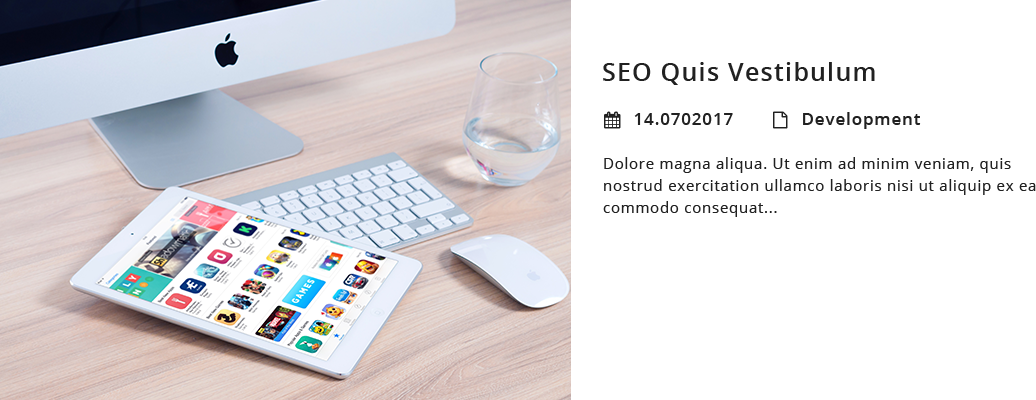 SEO Quis Vestibulum
14.0702017 Development
Dolore magna aliqua. Ut enim ad minim veniam, quis
nostrud exercitation ullamco laboris nisi ut aliquip ex ea
commodo consequat...
GAMES